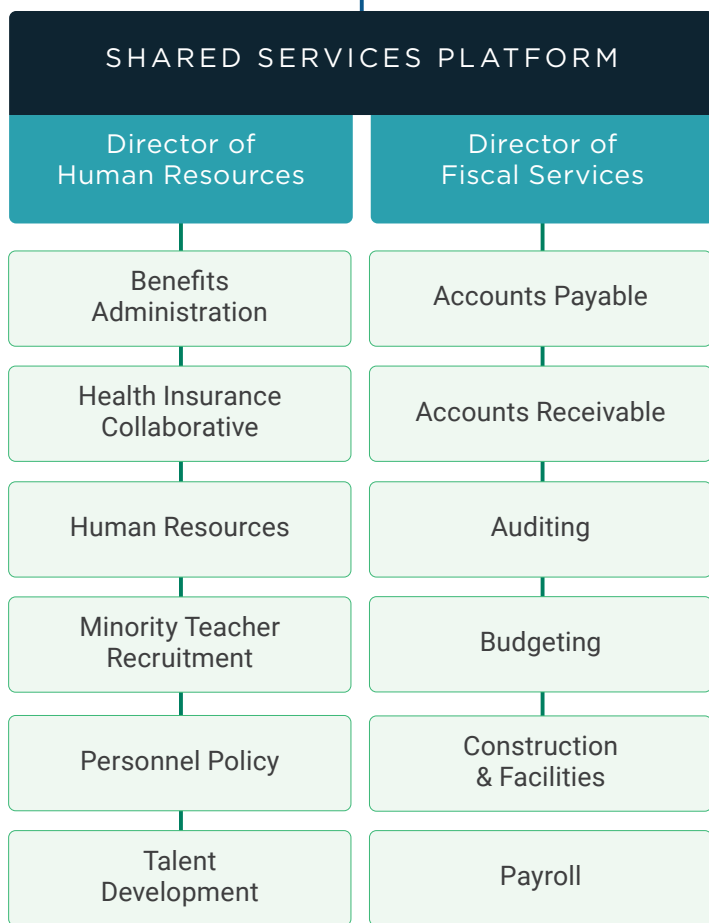 SHARED SERVICES PLATFORM
Director of
Human Resources
Benefits
Administration
Health Insurance
Collaborative
Human Resources
Minority Teacher
Recruitment
Personnel Policy
Talent
Development
Director of
Fiscal Services
Accounts Payable
Accounts Receivable
Auditing
Budgeting
Construction
& Facilities
Payroll